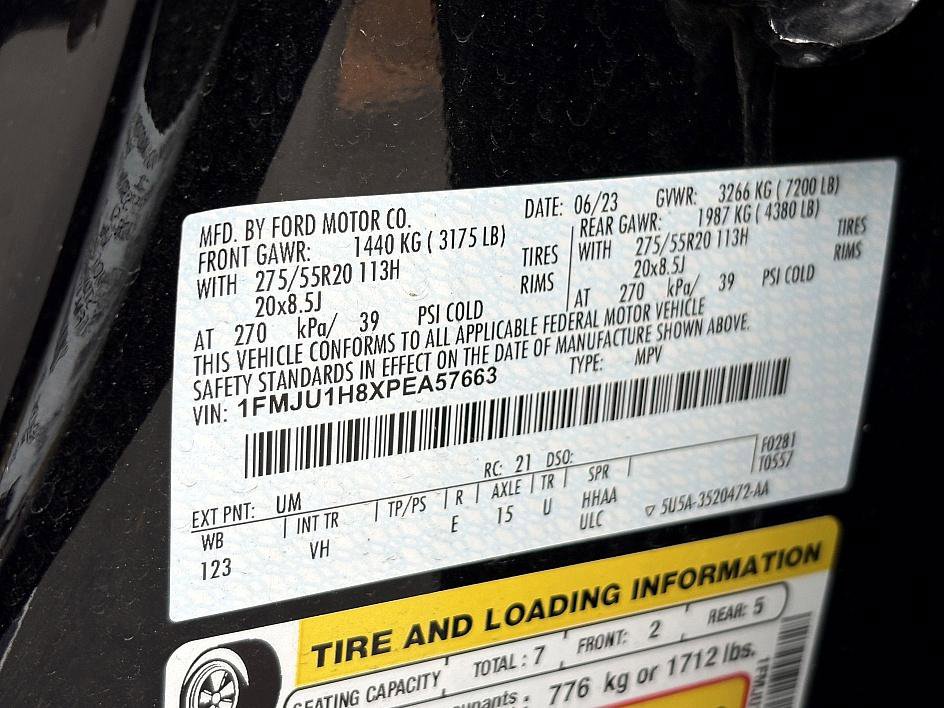 MFD. BY FORD MOTOR CO. DATE: 06/23 GVWR: 3266 KG ( 7200 LB)
FRONT GAWR: 1440 KG ( 3175 LB) REAR GAWR: 1987 KG ( 4380 LB)
WITH 275/55R20 113H TIRES WITH 275/55R20 113H TIRES
20x8.5J RIMS 20x8.5J RIMS
AT 270 kPa/ 39 PSI COLD AT 270 kPa/ 39 PSI COLD
THIS VEHICLE CONFORMS TO ALL APPLICABLE FEDERAL MOTOR VEHICLE
SAFETY STANDARDS IN EFFECT ON THE DATE OF MANUFACTURE SHOWN ABOVE.
VIN: 1FMJU1H8XPEA57663 TYPE: MPV
EXT PNT: UM RC: 21 DSO: F0281
WB INT TR TP/PS R AXLE TR SPR T0557
123 VH E 15 U HHAA
ULC ▽ 5U5A-3520472-AA
TIRE AND LOADING INFORMATION
SEATING CAPACITY TOTAL : 7 FRONT: 2 REAR: 5
776 kg or 1712 lbs.